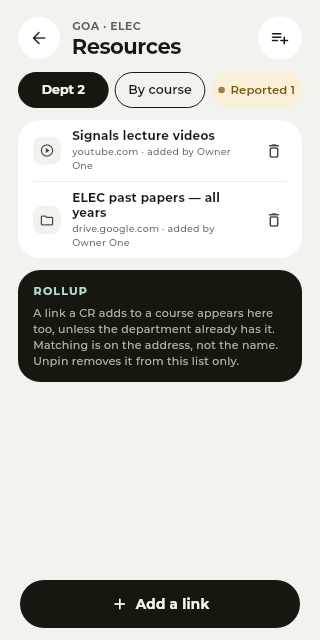 GOA · ELEC
Resources
Dept 2
By course
Reported 1
Signals lecture videos
youtube.com · added by Owner
One
ELEC past papers — all
years
drive.google.com · added by
Owner One
ROLLUP
A link a CR adds to a course appears here
too, unless the department already has it.
Matching is on the address, not the name.
Unpin removes it from this list only.
Add a link